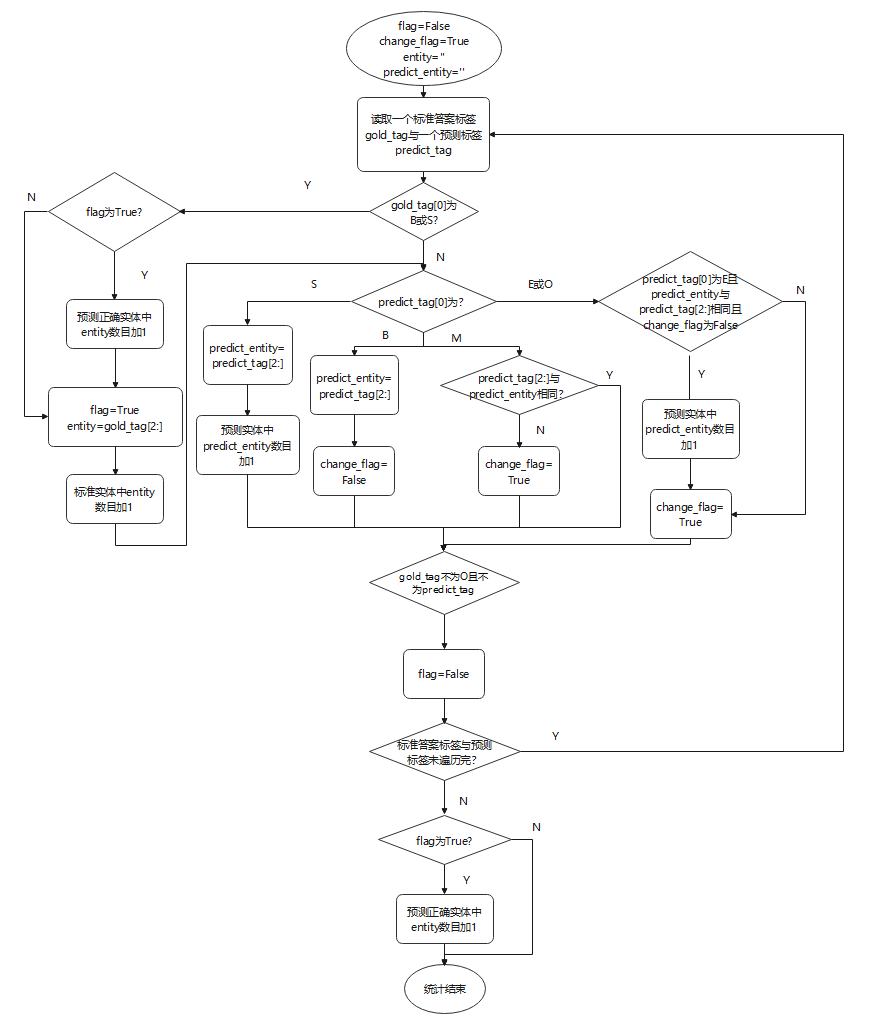 flag=False
change_flag=True
entity=''
predict_entity=''
读取一个标准答案标签
gold_tag与一个预测标签
predict_tag
gold_tag[0]为
B或S?
Y
N
flag为True?
N
Y
预测正确实体中
entity数目加1
flag=True
entity=gold_tag[2:]
标准实体中entity
数目加1
predict_tag[0]为?
S
B
M
E或O
predict_entity=
predict_tag[2:]
预测实体中
predict_entity数目
加1
predict_entity=
predict_tag[2:]
change_flag=
False
predict_tag[2:]与
predict_entity相同?
Y
N
change_flag=
True
predict_tag[0]为E且
predict_entity与
predict_tag[2:]相同且
change_flag为False
N
Y
预测实体中
predict_entity数目
加1
change_flag=
True
gold_tag不为O且不
为predict_tag
flag=False
标准答案标签与预测
标签未遍历完?
Y
N
flag为True?
N
Y
预测正确实体中
entity数目加1
统计结束